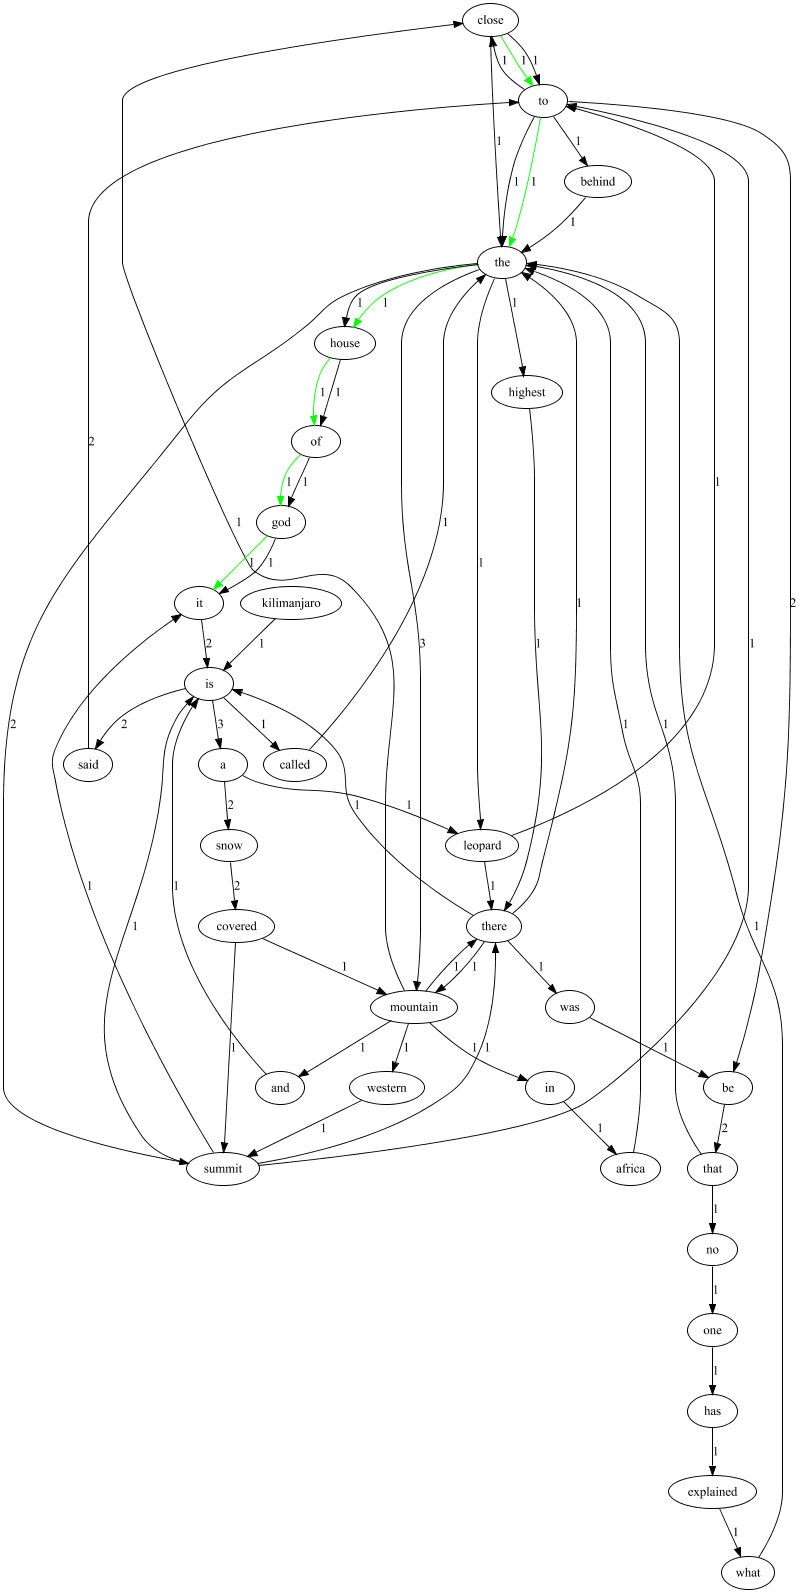 close
1 1 1
to
1 1
behind
1 1 1
the
1 1 1
house
highest
1 1
of
2
1 1
god
1 1 1
1 1
it
kilimanjaro
2 1 1 3 1 2
is
2 3 1 1
said
a
called
2 1 1 1
snow
leopard
2 1 1
covered
there
1 1 1 1
1 1
mountain
was
1 1 1 1 1 1
and
western
in
be
1 1 2
summit
africa
that
1
no
1
one
1
has
1
explained
1
what